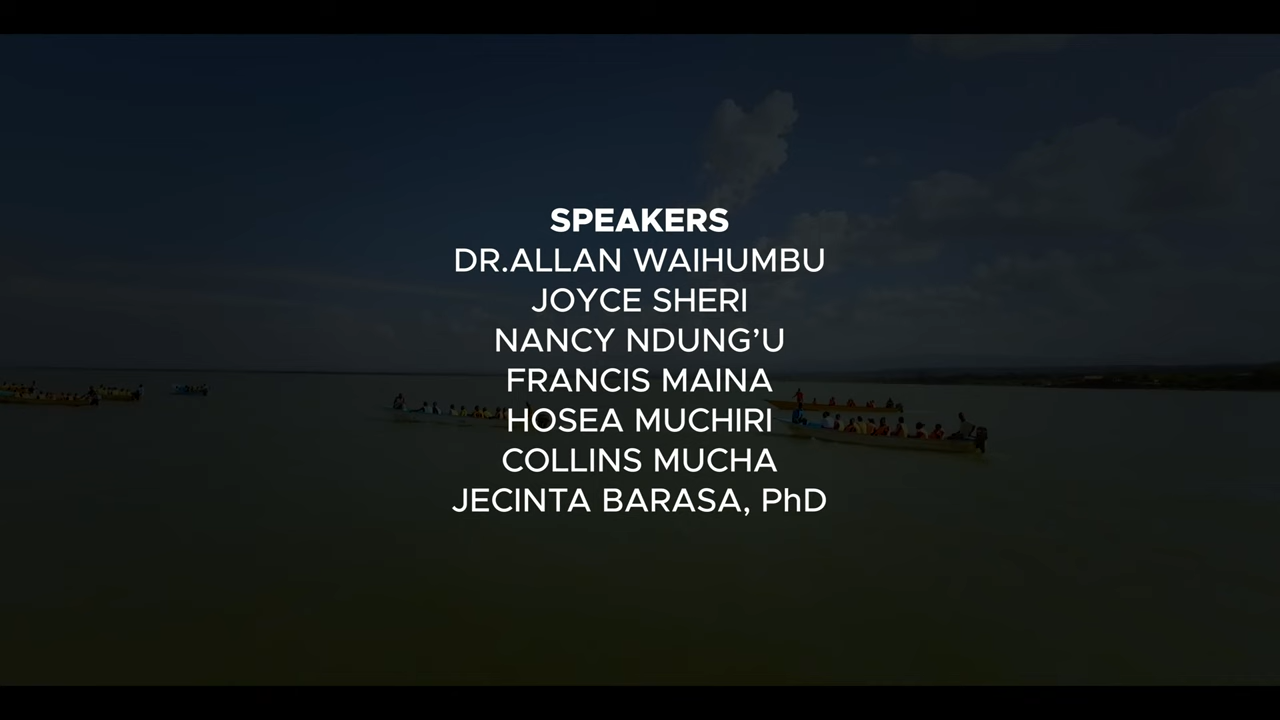 SPEAKERS
DR.ALLAN WAIHUMBU
JOYCE SHERI
NANCY NDUNG’U
FRANCIS MAINA
HOSEA MUCHIRI
COLLINS MUCHA
JECINTA BARASA, PhD